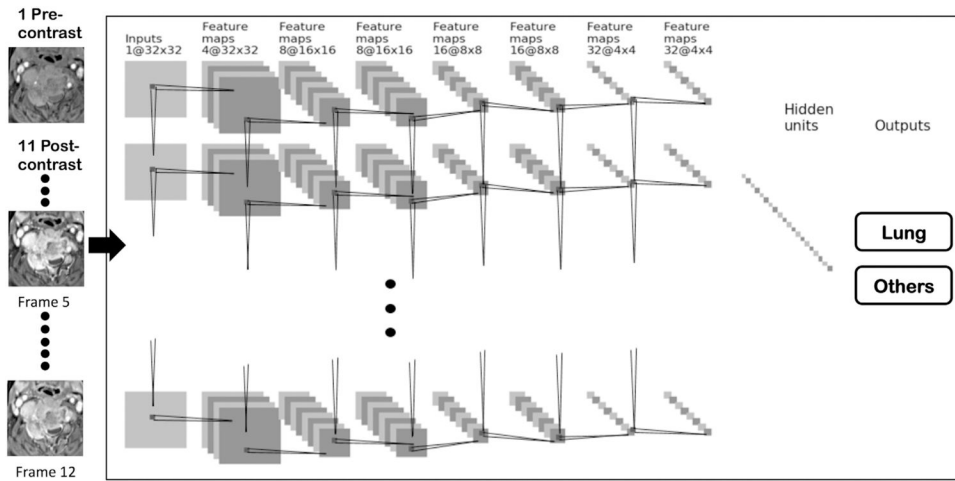 1 Pre-
contrast
11 Post-
contrast
Frame 5
Frame 12
Inputs
1@32x32
Feature
maps
4@32x32
Feature
maps
8@16x16
Feature
maps
8@16x16
Feature
maps
16@8x8
Feature
maps
16@8x8
Feature
maps
32@4x4
Feature
maps
32@4x4
Hidden
units
Outputs
Lung
Others